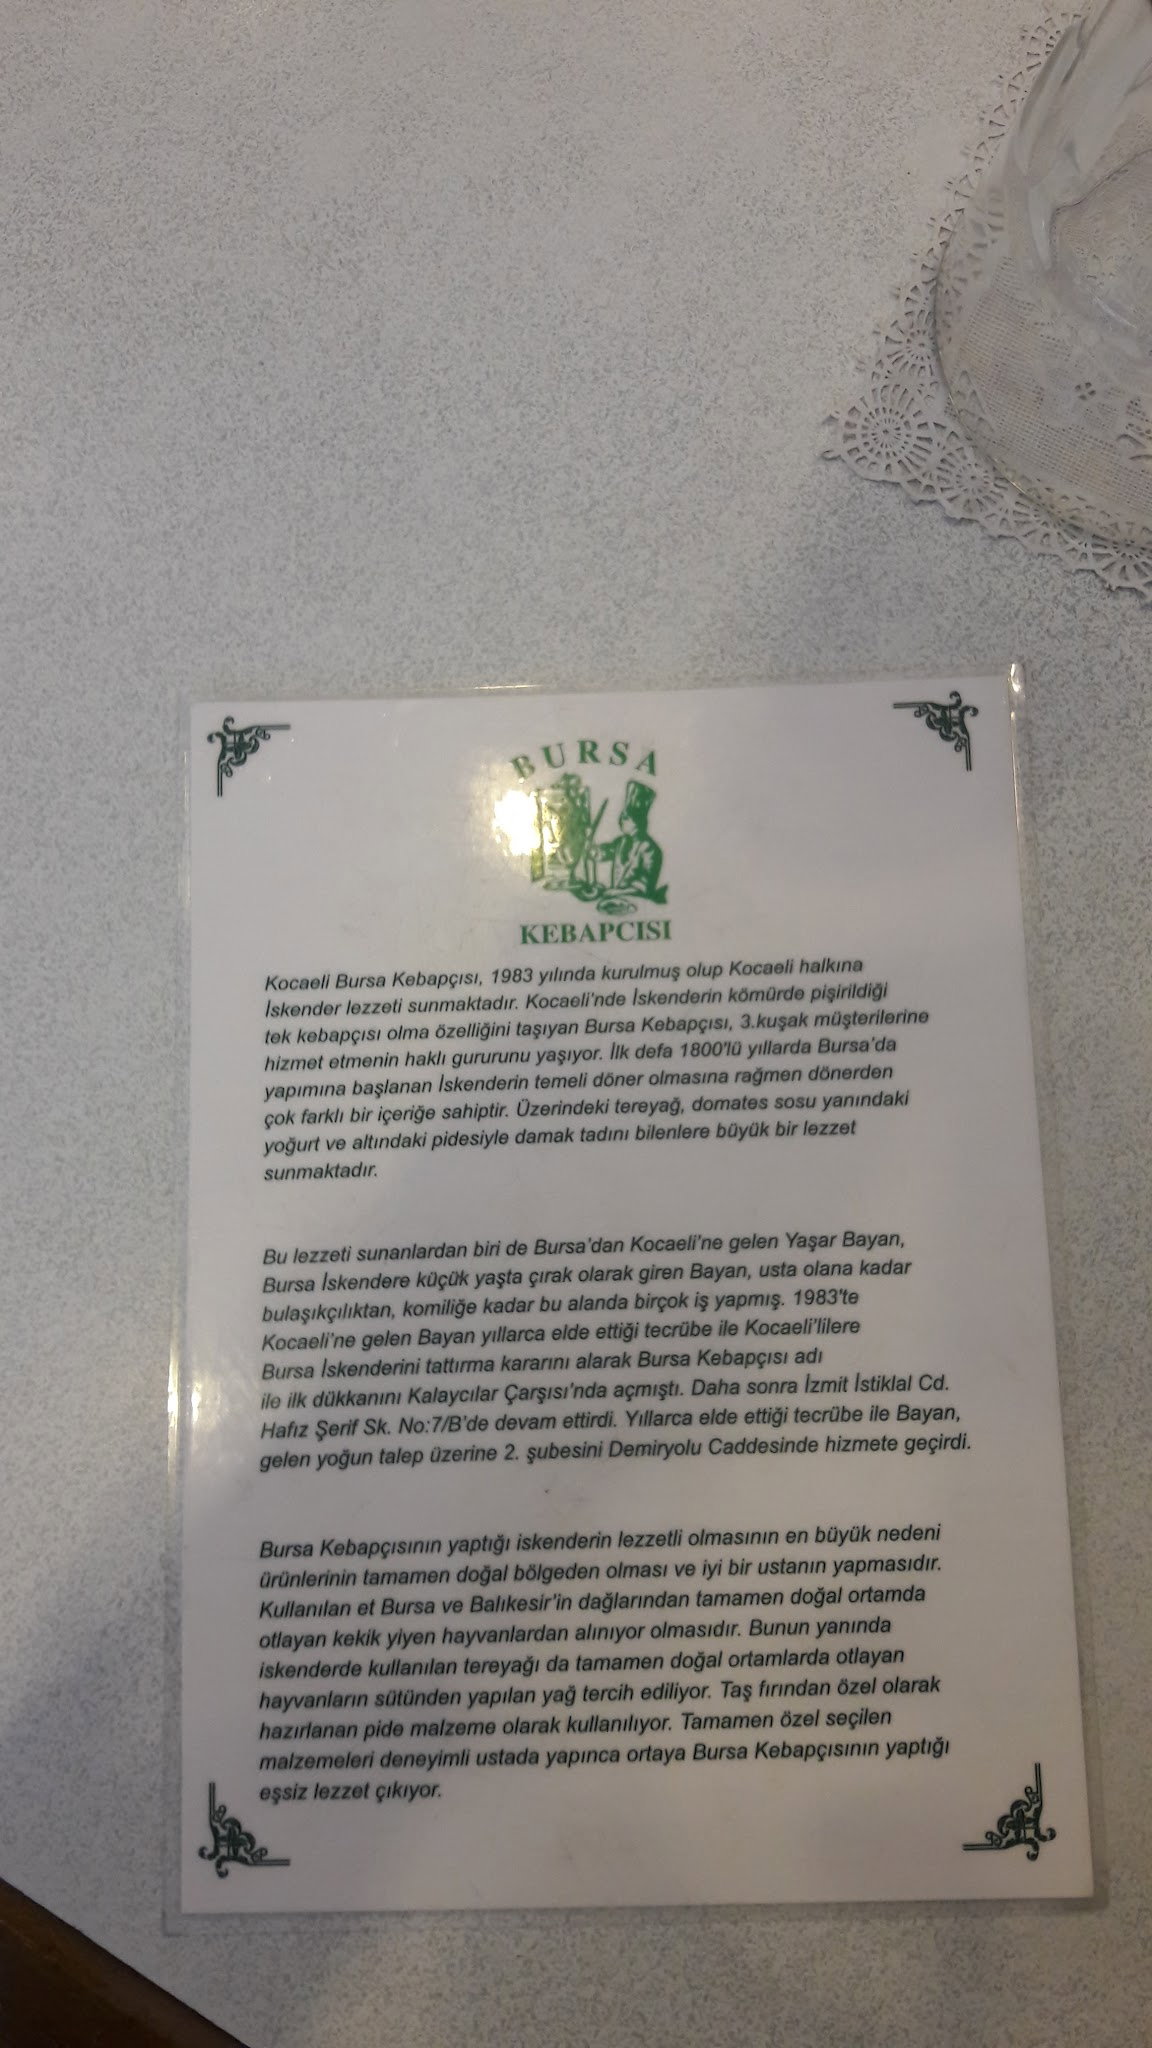 BURSA
KEBAPCISI
Kocaeli Bursa Kebapçısı, 1983 yılında kurulmuş olup Kocaeli halkına
İskender lezzeti sunmaktadır. Kocaeli'nde İskenderin kömürde pişirildiği
tek kebapçısı olma özelliğini taşıyan Bursa Kebapçısı, 3.kuşak müşterilerine
hizmet etmenin haklı gururunu yaşıyor. İlk defa 1800'lü yıllarda Bursa'da
yapımına başlanan İskenderin temeli döner olmasına rağmen dönerden
çok farklı bir içeriğe sahiptir. Üzerindeki tereyağ, domates sosu yanındaki
yoğurt ve altındaki pidesiyle damak tadını bilenlere büyük bir lezzet
sunmaktadır.
Bu lezzeti sunanlardan biri de Bursa'dan Kocaeli'ne gelen Yaşar Bayan,
Bursa İskendere küçük yaşta çırak olarak giren Bayan, usta olana kadar
bulaşıkçılıktan, komiliğe kadar bu alanda birçok iş yapmış. 1983'te
Kocaeli'ne gelen Bayan yıllarca elde ettiği tecrübe ile Kocaeli'lilere
Bursa İskenderini tattırma kararını alarak Bursa Kebapçısı adı
ile ilk dükkanını Kalaycılar Çarşısı'nda açmıştı. Daha sonra İzmit İstiklal Cd.
Hafız Şerif Sk. No:7/B'de devam ettirdi. Yıllarca elde ettiği tecrübe ile Bayan,
gelen yoğun talep üzerine 2. şubesini Demiryolu Caddesinde hizmete geçirdi.
Bursa Kebapçısının yaptığı iskenderin lezzetli olmasının en büyük nedeni
ürünlerinin tamamen doğal bölgeden olması ve iyi bir ustanın yapmasıdır.
Kullanılan et Bursa ve Balıkesir'in dağlarından tamamen doğal ortamda
otlayan kekik yiyen hayvanlardan alınıyor olmasıdır. Bunun yanında
iskenderde kullanılan tereyağı da tamamen doğal ortamlarda otlayan
hayvanların sütünden yapılan yağ tercih ediliyor. Taş fırından özel olarak
hazırlanan pide malzeme olarak kullanılıyor. Tamamen özel seçilen
malzemeleri deneyimli ustada yapınca ortaya Bursa Kebapçısının yaptığı
eşsiz lezzet çıkıyor.